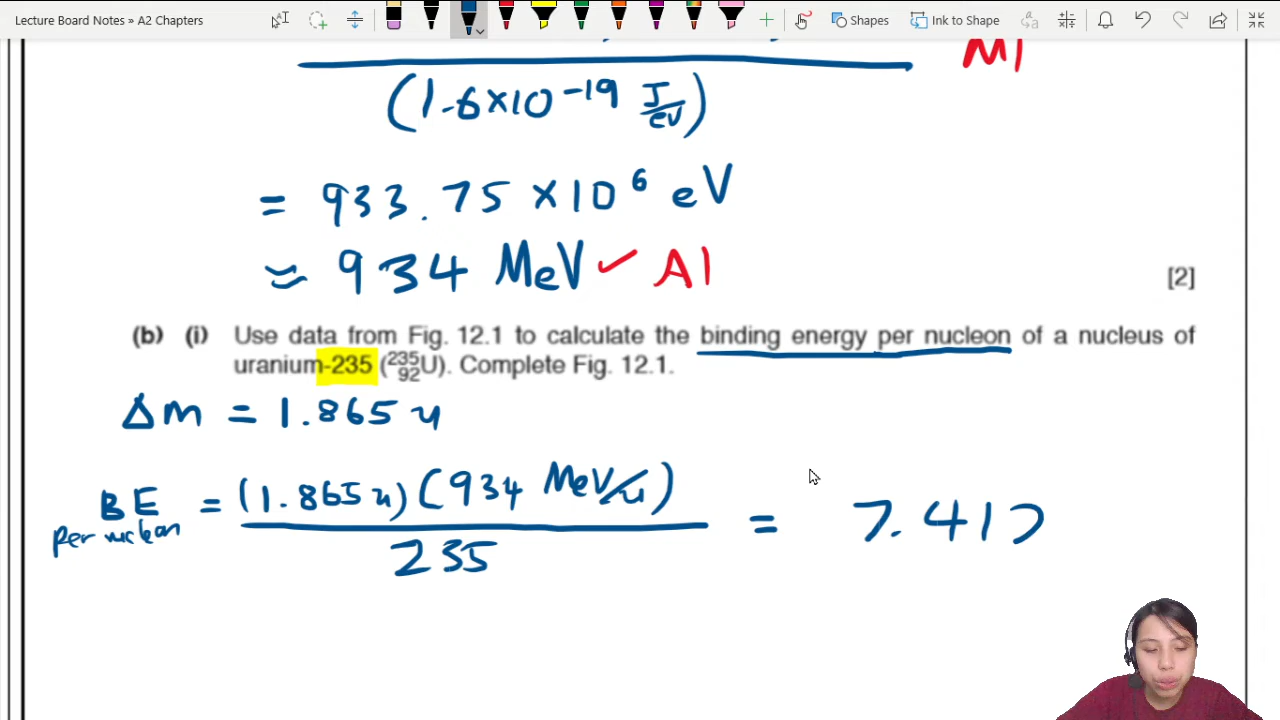 Lecture Board Notes » A2 Chapters
Shapes
Ink to Shape
M1
(1.6×10 -19 J/eV)
= 933.75 ×10 6 eV
≈ 934 MeV ✓ A1
[2]
(b) (i) Use data from Fig. 12.1 to calculate the binding energy per nucleon of a nucleus of
uranium-235 (²³⁵₉₂U). Complete Fig. 12.1.
Δm = 1.865 u
BE per nucleon = (1.865 u)(934 MeV/u) / 235 = 7.417